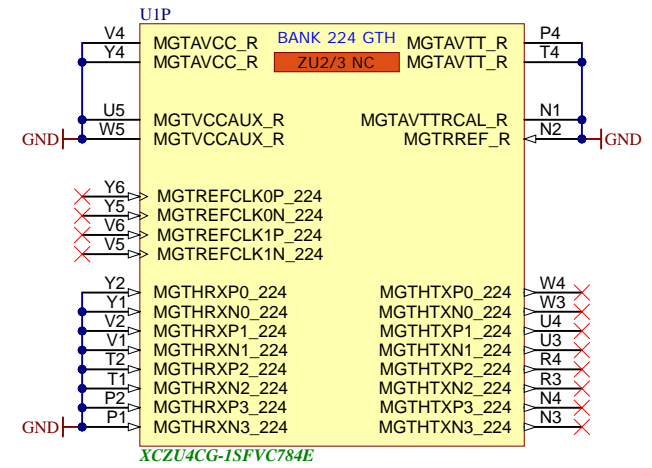 U1P
BANK 224 GTH
ZU2/3 NC
V4 MGTAVCC_R MGTAVTT_R P4
Y4 MGTAVCC_R MGTAVTT_R T4
U5 MGTVCCAUX_R MGTAVTTRCAL_R N1
W5 MGTVCCAUX_R MGTRREF_R N2
GND GND
Y6 MGTREFCLK0P_224
Y5 MGTREFCLK0N_224
V6 MGTREFCLK1P_224
V5 MGTREFCLK1N_224
Y2 MGTHRXP0_224 MGTHTXP0_224 W4
Y1 MGTHRXN0_224 MGTHTXN0_224 W3
V2 MGTHRXP1_224 MGTHTXP1_224 U4
V1 MGTHRXN1_224 MGTHTXN1_224 U3
T2 MGTHRXP2_224 MGTHTXP2_224 R4
T1 MGTHRXN2_224 MGTHTXN2_224 R3
P2 MGTHRXP3_224 MGTHTXP3_224 N4
P1 MGTHRXN3_224 MGTHTXN3_224 N3
GND
XCZU4CG-1SFVC784E